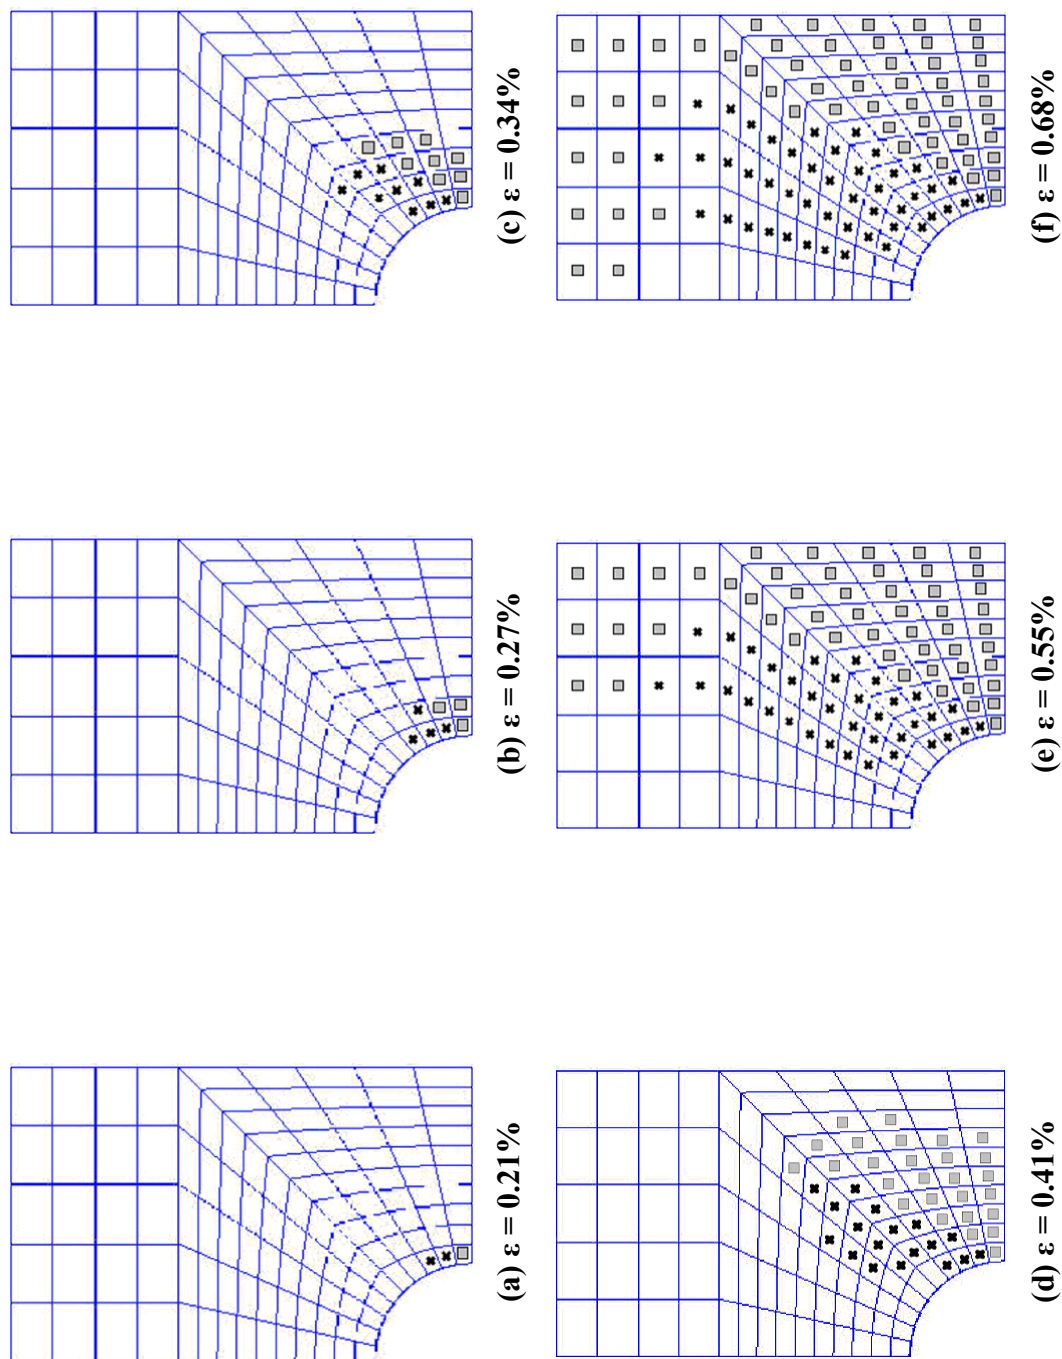 (a) ε = 0.21%
(b) ε = 0.27%
(c) ε = 0.34%
(d) ε = 0.41%
(e) ε = 0.55%
(f) ε = 0.68%